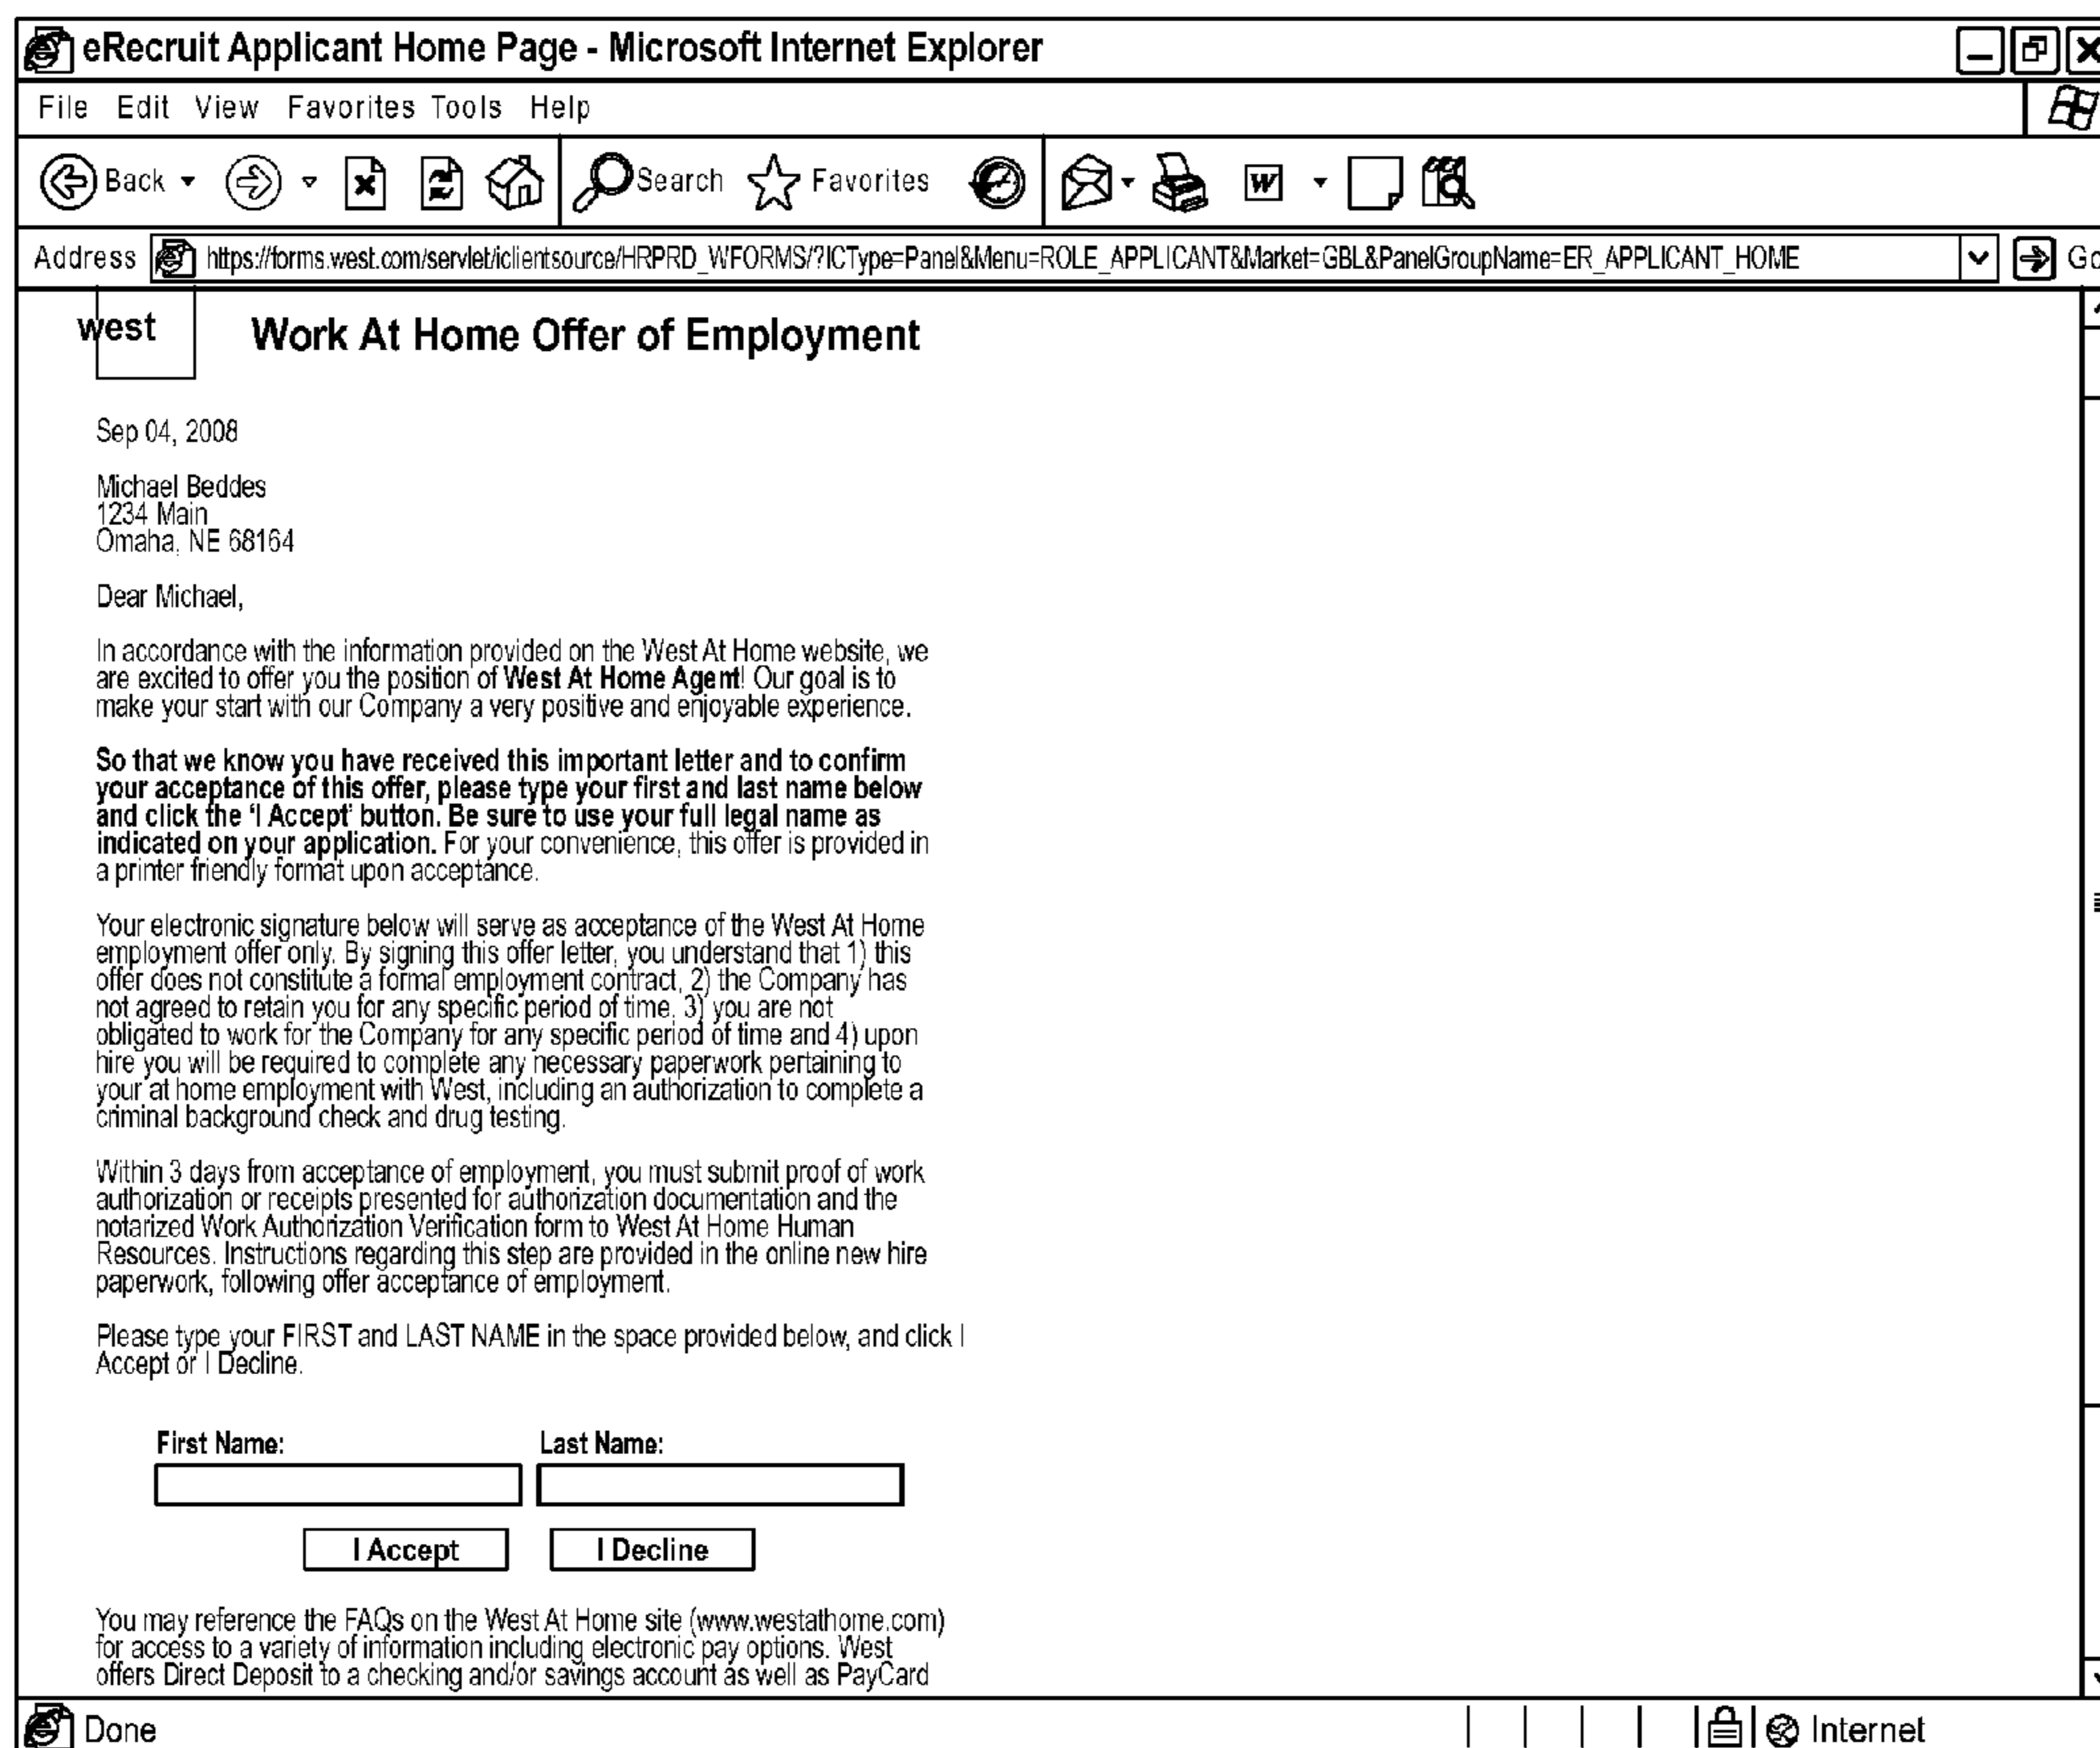 eRecruit Applicant Home Page - Microsoft Internet Explorer
File Edit View Favorites Tools Help
Back Search Favorites W
Address https://forms.west.com/servlet/iclientsource/HRPRD_WFORMS/?ICType=Panel&Menu=ROLE_APPLICANT&Market=GBL&PanelGroupName=ER_APPLICANT_HOME Go
west
Work At Home Offer of Employment
Sep 04, 2008
Michael Beddes
1234 Main
Omaha, NE 68164
Dear Michael,
In accordance with the information provided on the West At Home website, we
are excited to offer you the position of West At Home Agent! Our goal is to
make your start with our Company a very positive and enjoyable experience.
So that we know you have received this important letter and to confirm
your acceptance of this offer, please type your first and last name below
and click the 'I Accept' button. Be sure to use your full legal name as
indicated on your application. For your convenience, this offer is provided in
a printer friendly format upon acceptance.
Your electronic signature below will serve as acceptance of the West At Home
employment offer only. By signing this offer letter, you understand that 1) this
offer does not constitute a formal employment contract, 2) the Company has
not agreed to retain you for any specific period of time, 3) you are not
obligated to work for the Company for any specific period of time and 4) upon
hire you will be required to complete any necessary paperwork pertaining to
your at home employment with West, including an authorization to complete a
criminal background check and drug testing.
Within 3 days from acceptance of employment, you must submit proof of work
authorization or receipts presented for authorization documentation and the
notarized Work Authorization Verification form to West At Home Human
Resources. Instructions regarding this step are provided in the online new hire
paperwork, following offer acceptance of employment.
Please type your FIRST and LAST NAME in the space provided below, and click I
Accept or I Decline.
First Name: Last Name:
I Accept I Decline
You may reference the FAQs on the West At Home site (www.westathome.com)
for access to a variety of information including electronic pay options. West
offers Direct Deposit to a checking and/or savings account as well as PayCard
Done Internet